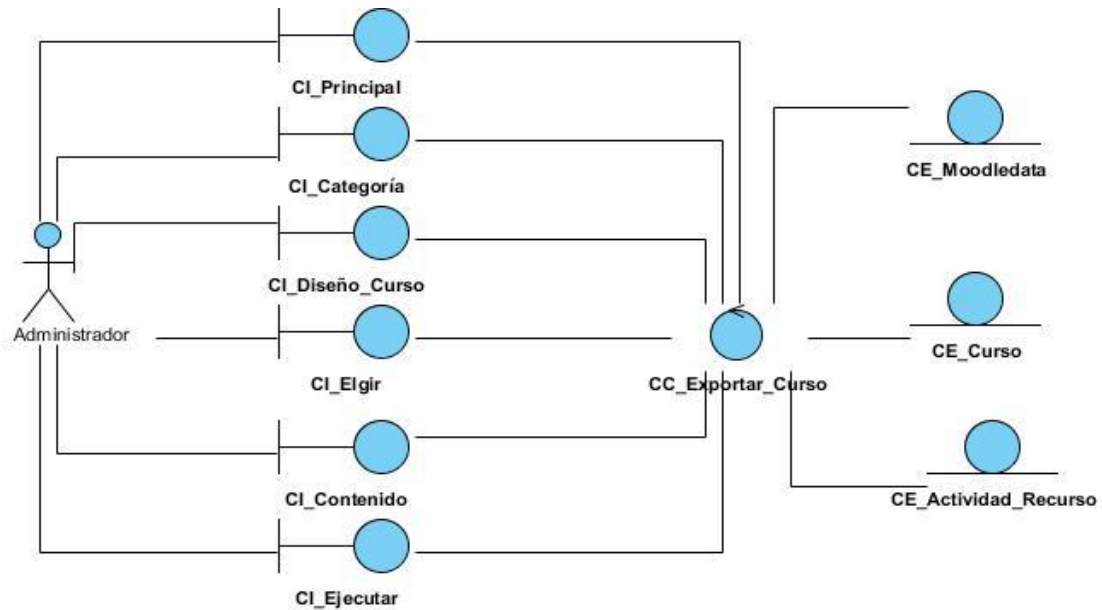 CI_Principal
CI_Categoría
CE_Moodledata
CI_Diseño_Curso
Administrador
CI_Elgir
CC_Exportar_Curso
CE_Curso
CI_Contenido
CE_Actividad_Recurso
CI_Ejecutar